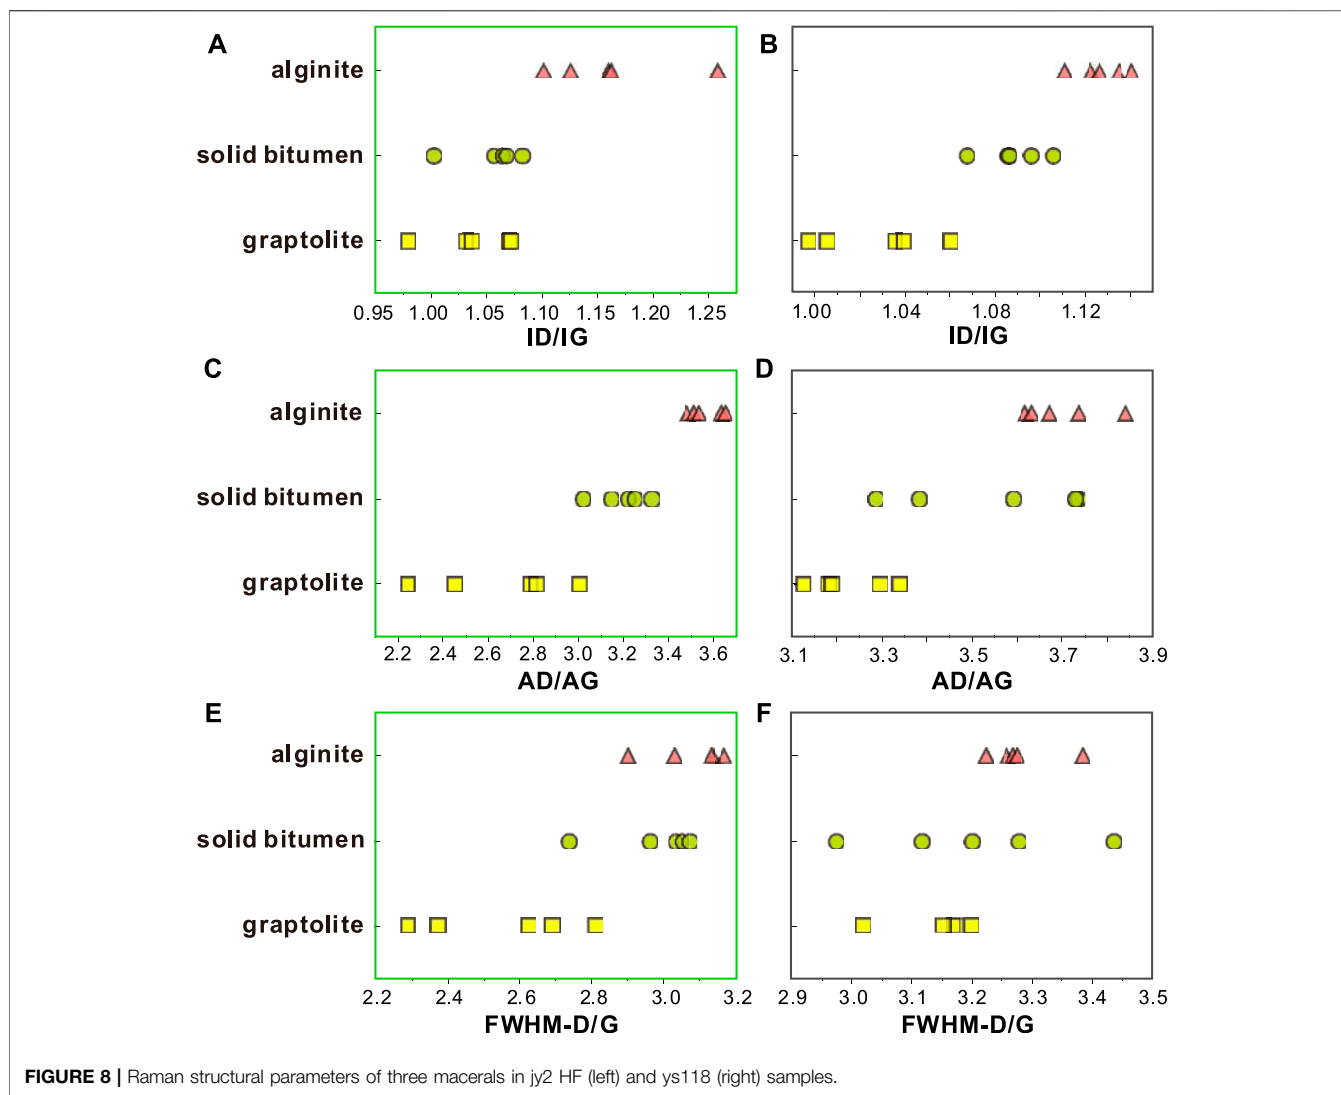 A
B
alginite
solid bitumen
graptolite
0.95 1.00 1.05 1.10 1.15 1.20 1.25
1.00 1.04 1.08 1.12
ID/IG
ID/IG
C
D
alginite
solid bitumen
graptolite
2.2 2.4 2.6 2.8 3.0 3.2 3.4 3.6
3.1 3.3 3.5 3.7 3.9
AD/AG
AD/AG
E
F
alginite
solid bitumen
graptolite
2.2 2.4 2.6 2.8 3.0 3.2
2.9 3.0 3.1 3.2 3.3 3.4 3.5
FWHM-D/G
FWHM-D/G
FIGURE 8 | Raman structural parameters of three macerals in jy2 HF (left) and ys118 (right) samples.